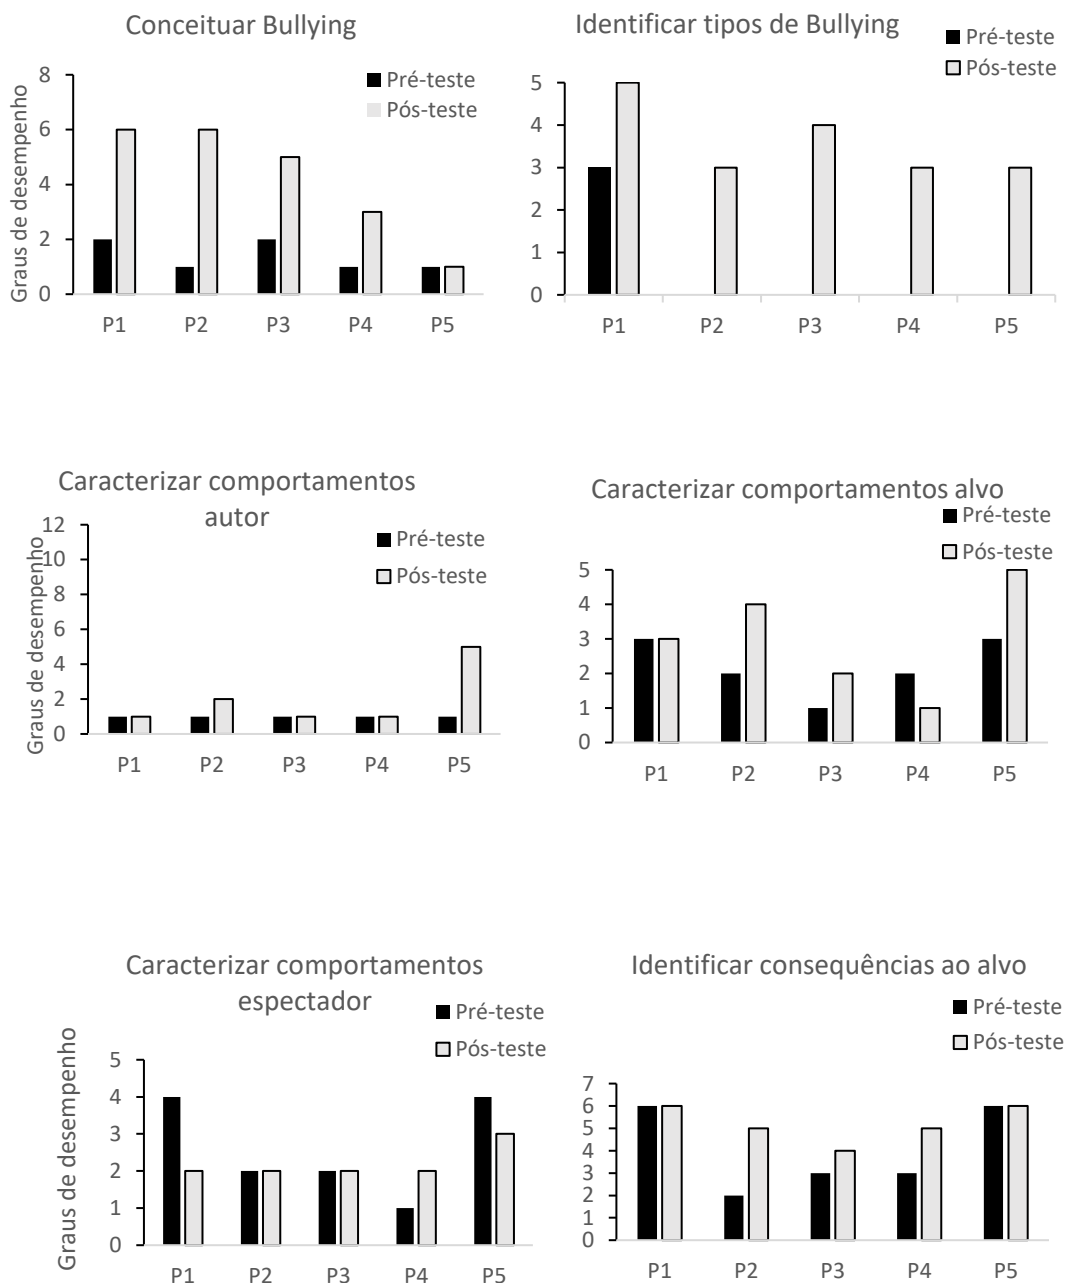 Conceituar Bullying
Pré-teste
Pós-teste
Graus de desempenho
8
6
4
2
0
P1 P2 P3 P4 P5
Identificar tipos de Bullying
Pré-teste
Pós-teste
5
4
3
2
1
0
P1 P2 P3 P4 P5
Caracterizar comportamentos
autor
Pré-teste
Pós-teste
Graus de desempenho
12
10
8
6
4
2
0
P1 P2 P3 P4 P5
Caracterizar comportamentos alvo
Pré-teste
Pós-teste
5
4
3
2
1
0
P1 P2 P3 P4 P5
Caracterizar comportamentos
espectador
Pré-teste
Pós-teste
Graus de desempenho
5
4
3
2
1
0
P1 P2 P3 P4 P5
Identificar consequências ao alvo
Pré-teste
Pós-teste
7
6
5
4
3
2
1
0
P1 P2 P3 P4 P5